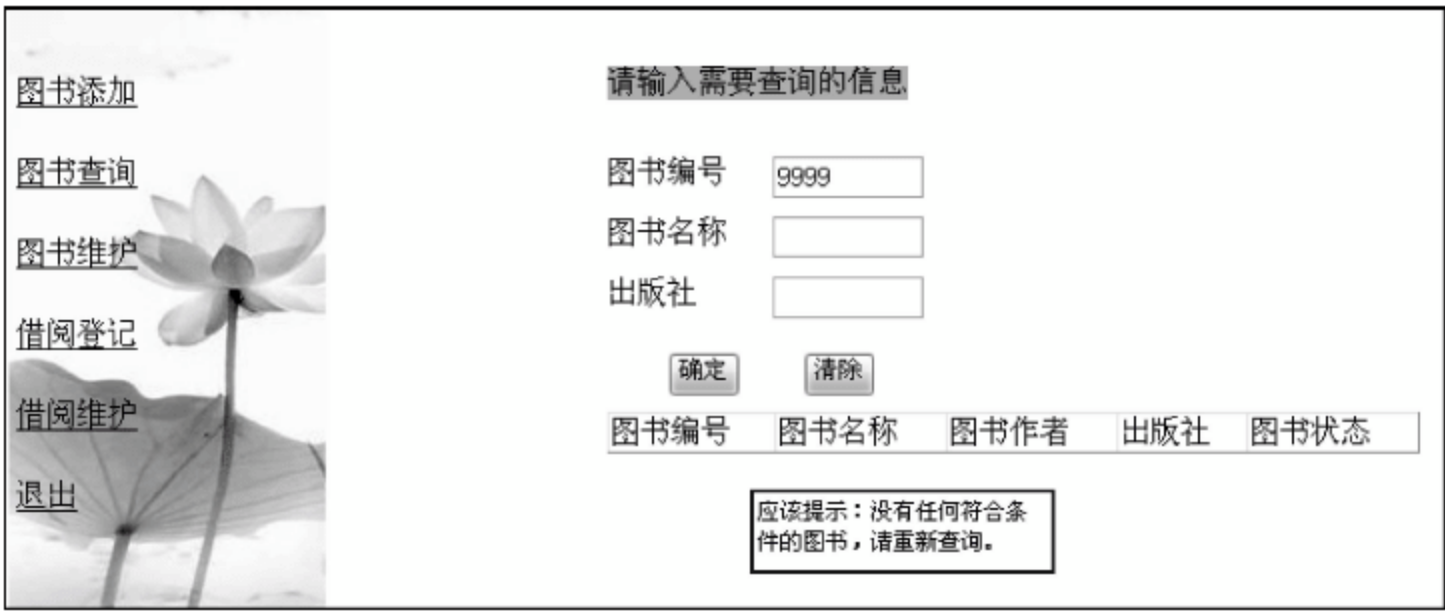 图书添加
图书查询
图书维护
借阅登记
借阅维护
退出
请输入需要查询的信息
图书编号 9999
图书名称
出版社
确定 清除
图书编号 图书名称 图书作者 出版社 图书状态
应该提示：没有任何符合条
件的图书，请重新查询。